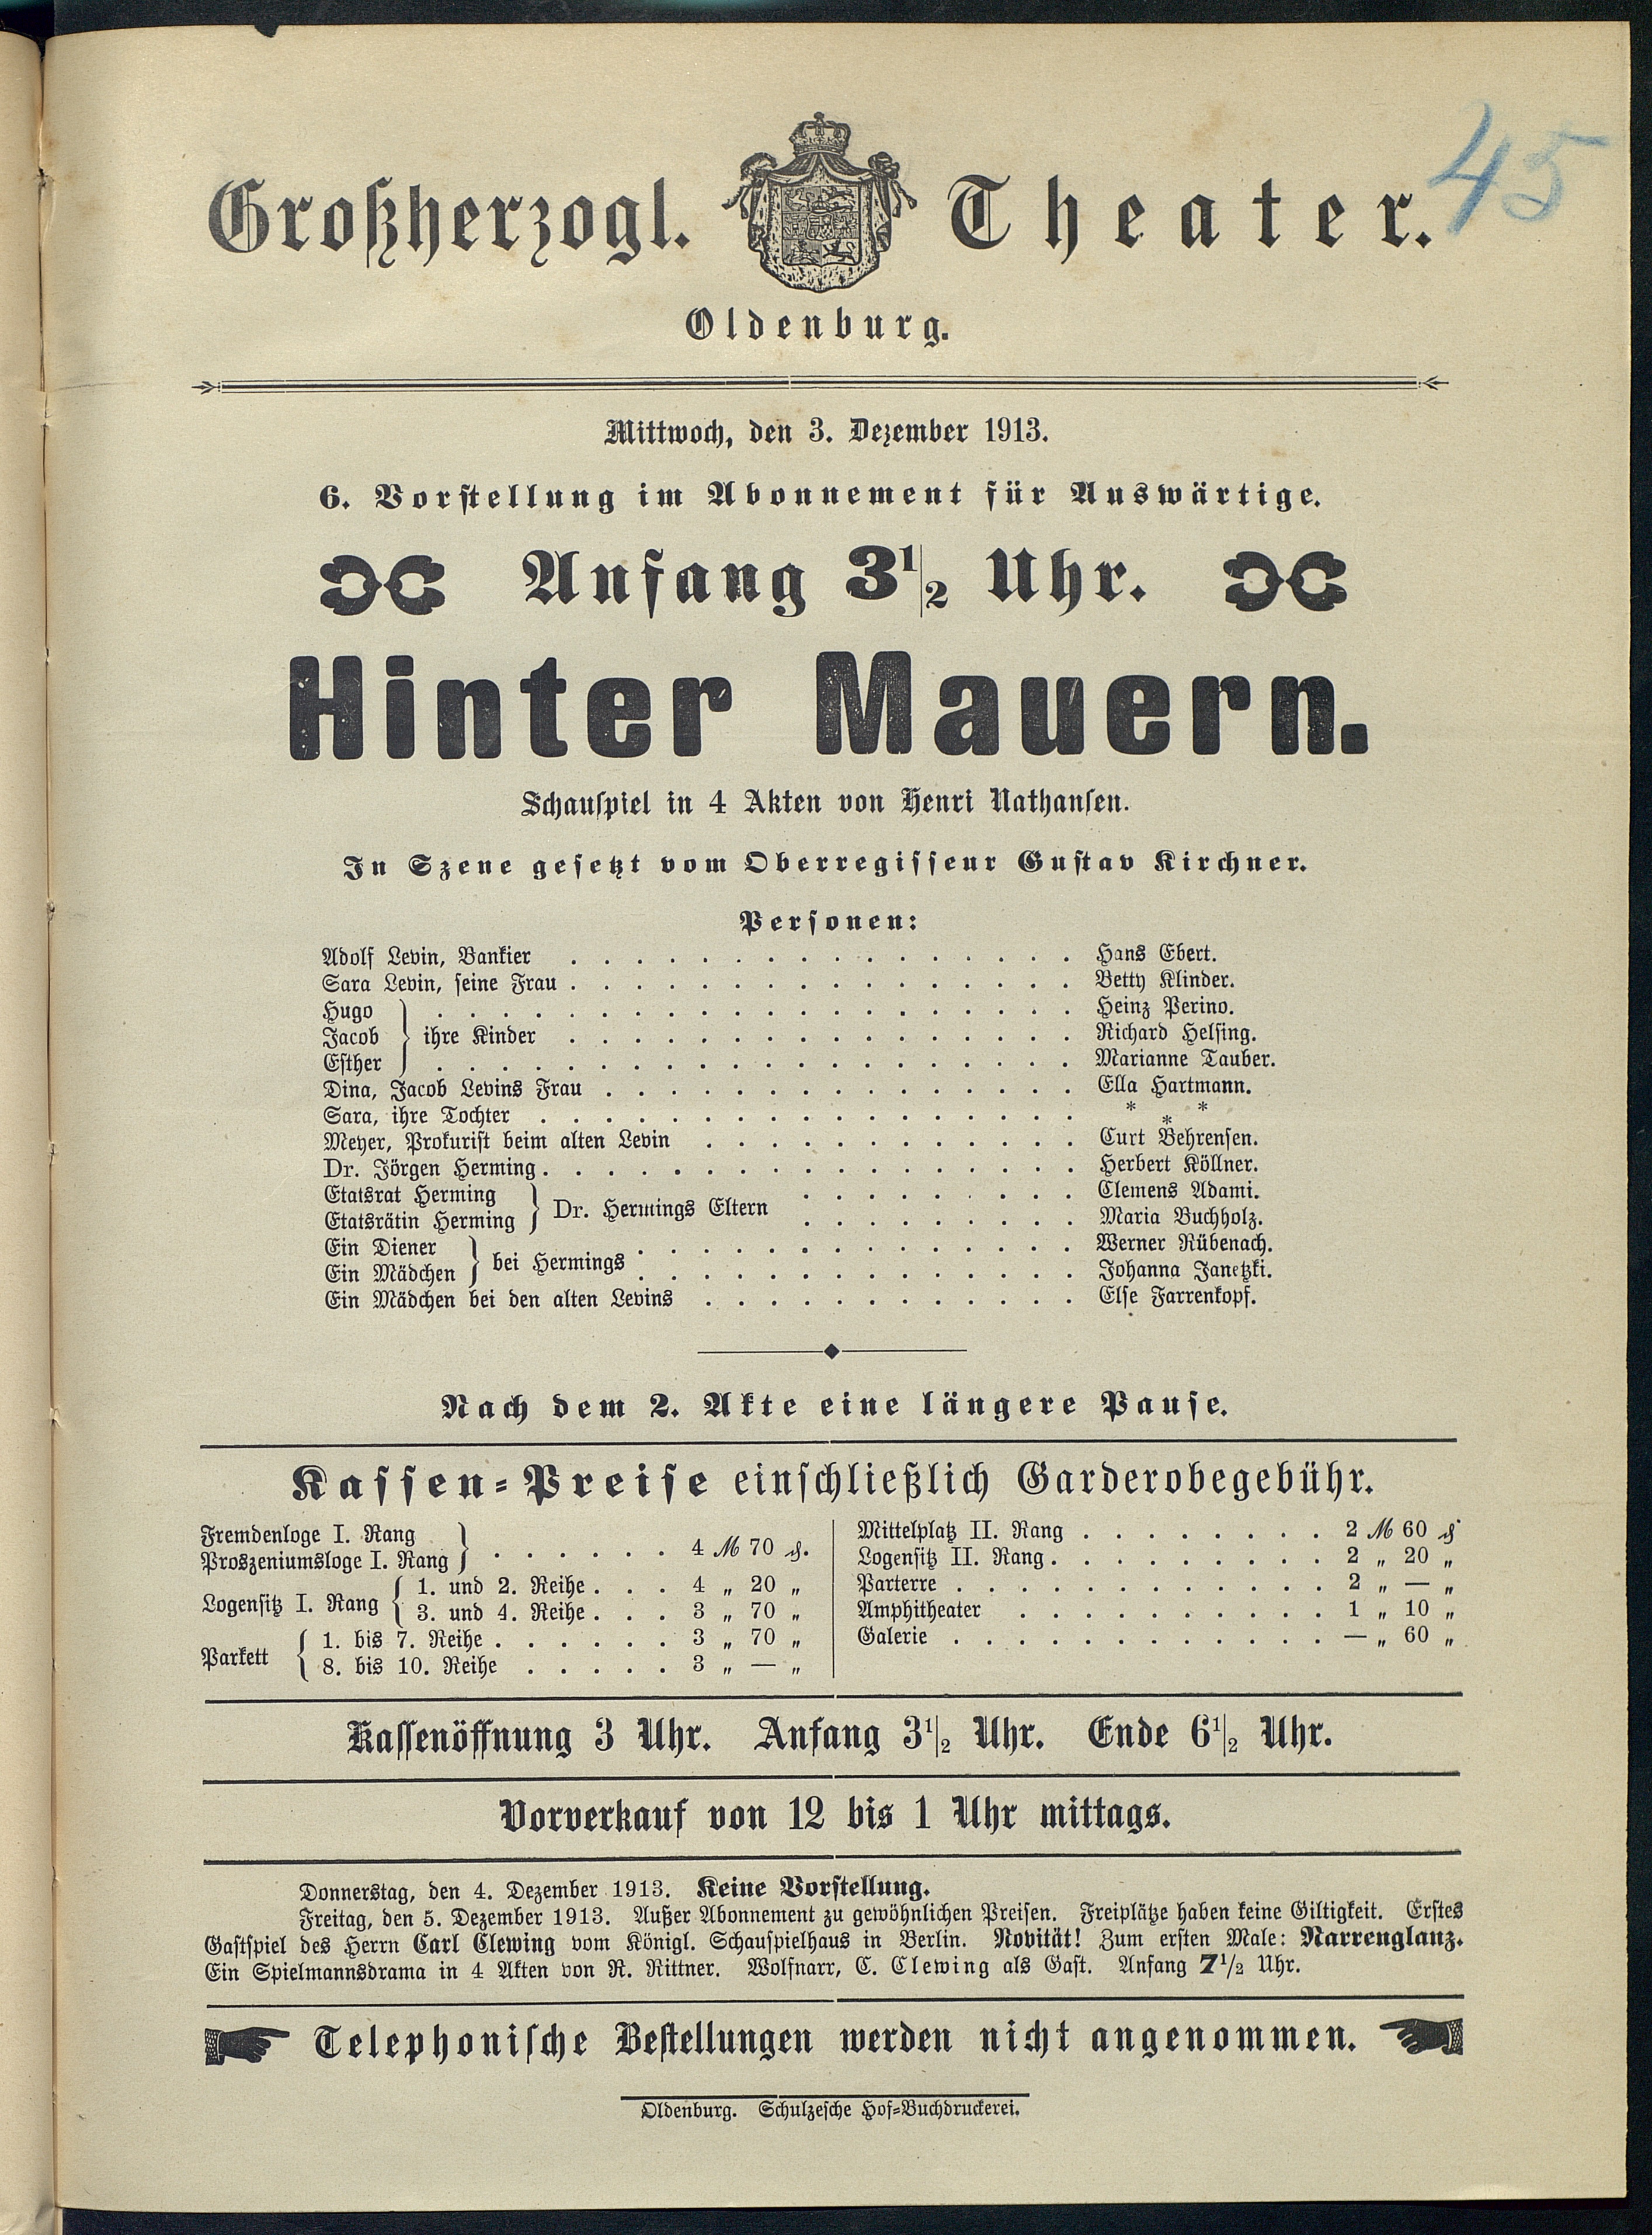 45
Großherzogl. Theater.
Oldenburg.
Mittwoch, den 3. Dezember 1913.
6. Vorstellung im Abonnement für Auswärtige.
Anfang 3 1/2 Uhr.
Hinter Mauern.
Schauspiel in 4 Akten von Henri Nathansen.
In Szene gesetzt vom Oberregisseur Gustav Kirchner.
Personen:
Adolf Levin, Bankier . . . . . . . . . . . . . . . . Hans Ebert.
Sara Levin, seine Frau . . . . . . . . . . . . . . . . Betty Klinder.
Hugo . . . . . . . . . . . . . . . . . . . . Heinz Perino.
Jacob } ihre Kinder . . . . . . . . . . . . . . . . Richard Helsing.
Esther . . . . . . . . . . . . . . . . . . . . Marianne Tauber.
Dina, Jacob Levins Frau . . . . . . . . . . . . . . . Ella Hartmann.
Sara, ihre Tochter . . . . . . . . . . . . . . . . . * * *
Meyer, Prokurist beim alten Levin . . . . . . . . . . . . Curt Behrensen.
Dr. Jörgen Herming . . . . . . . . . . . . . . . . . Herbert Köllner.
Etatsrat Herming } Dr. Hermings Eltern . . . . . . . . . Clemens Adami.
Etatsrätin Herming . . . . . . . . . Maria Buchholz.
Ein Diener } bei Hermings . . . . . . . . . . . . . . Werner Rübenach.
Ein Mädchen . . . . . . . . . . . . . . Johanna Janetzki.
Ein Mädchen bei den alten Levins . . . . . . . . . . . . Else Farrenkopf.
Nach dem 2. Akte eine längere Pause.
Kassen-Preise einschließlich Garderobegebühr.
Fremdenloge I. Rang
Proszeniumsloge I. Rang } . . . . . . 4 M 70 ₰.
Logensitz I. Rang { 1. und 2. Reihe . . . 4 „ 20 „
3. und 4. Reihe . . . 3 „ 70 „
Parkett { 1. bis 7. Reihe . . . . . . 3 „ 70 „
8. bis 10. Reihe . . . . . 3 „ — „
Mittelplatz II. Rang . . . . . . . . 2 M 60 ₰
Logensitz II. Rang . . . . . . . . . 2 „ 20 „
Parterre . . . . . . . . . . . . 2 „ — „
Amphitheater . . . . . . . . . . 1 „ 10 „
Galerie . . . . . . . . . . . . — „ 60 „
Kassenöffnung 3 Uhr. Anfang 3 1/2 Uhr. Ende 6 1/2 Uhr.
Vorverkauf von 12 bis 1 Uhr mittags.
Donnerstag, den 4. Dezember 1913. Keine Vorstellung.
Freitag, den 5. Dezember 1913. Außer Abonnement zu gewöhnlichen Preisen. Freiplätze haben keine Giltigkeit. Erstes
Gastspiel des Herrn Carl Clewing vom Königl. Schauspielhaus in Berlin. Novität! Zum ersten Male: Narrenglanz.
Ein Spielmannsdrama in 4 Akten von R. Rittner. Wolfnarr, C. Clewing als Gast. Anfang 7 1/2 Uhr.
Telephonische Bestellungen werden nicht angenommen.
Oldenburg. Schulzesche Hof-Buchdruckerei.